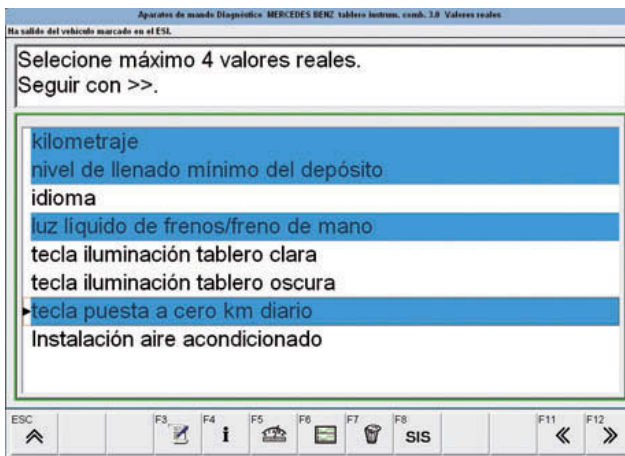 Aparatos de mando Diagnóstico MERCEDES BENZ tablero instrum. comb. 3.0 Valores reales
Ha salido del vehículo marcado en el ESI.
Selecione máximo 4 valores reales.
Seguir con >>.
kilometraje
nivel de llenado mínimo del depósito
idioma
luz liquido de frenos/freno de mano
tecla iluminación tablero clara
tecla iluminación tablero oscura
tecla puesta a cero km diario
Instalación aire acondicionado
ESC F3 F4 i F5 F6 F7 F8 SIS F11 « F12 »